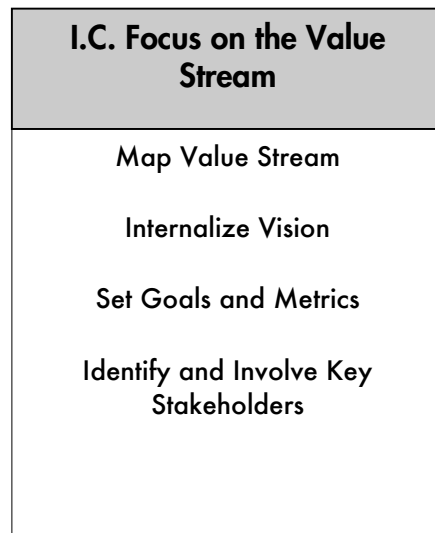 I.C. Focus on the Value
Stream
Map Value Stream
Internalize Vision
Set Goals and Metrics
Identify and Involve Key
Stakeholders